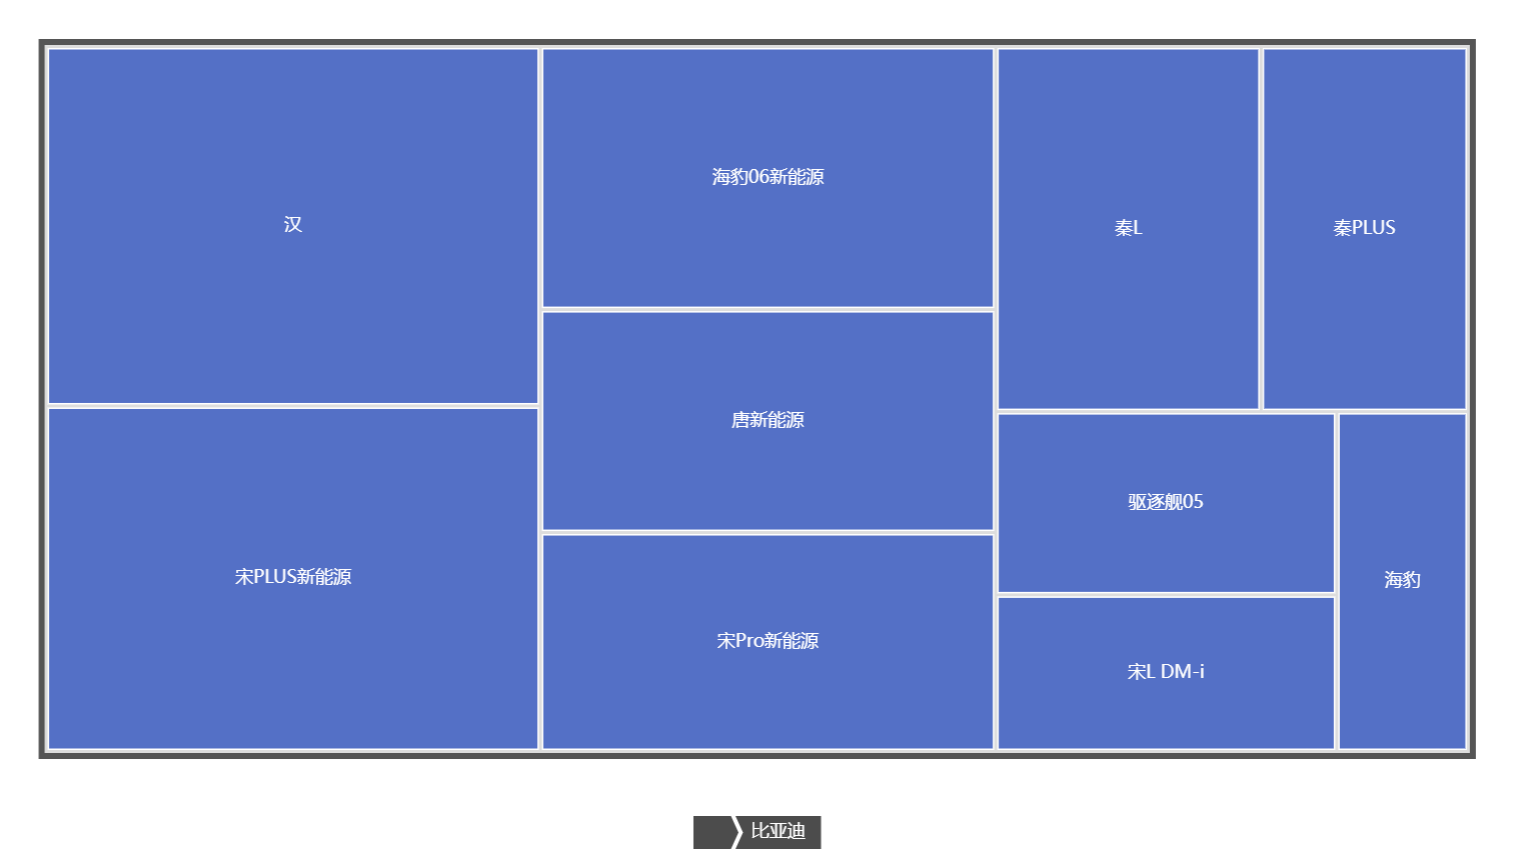 汉
宋PLUS新能源
海豹06新能源
唐新能源
宋Pro新能源
秦L
秦PLUS
驱逐舰05
宋L DM-i
海豹
比亚迪